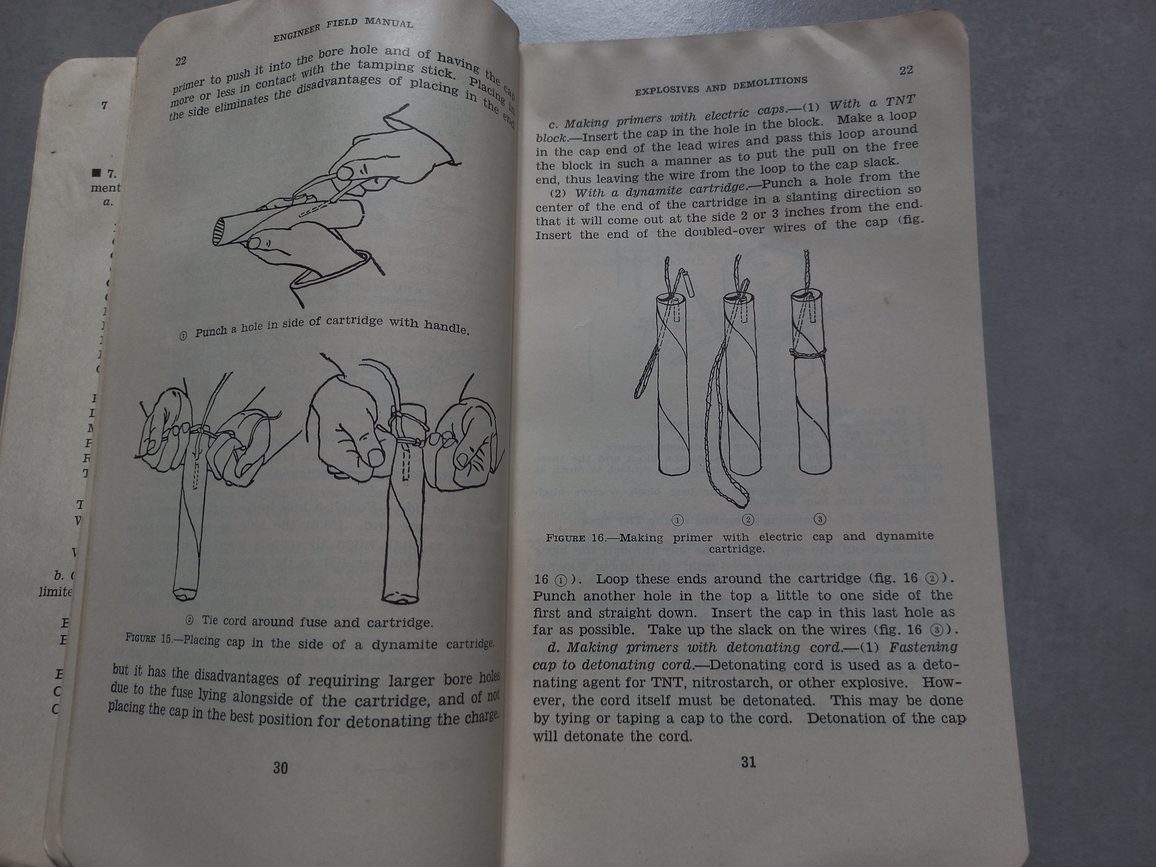 7
■ 7.
ment
a.
b.
limite
22
ENGINEER FIELD MANUAL
primer to push it into the bore hole and of having the cap
more or less in contact with the tamping stick. Placing in
the side eliminates the disadvantages of placing in the end
① Punch a hole in side of cartridge with handle.
② Tie cord around fuse and cartridge.
FIGURE 15.—Placing cap in the side of a dynamite cartridge.
but it has the disadvantages of requiring larger bore holes
due to the fuse lying alongside of the cartridge, and of not
placing the cap in the best position for detonating the charge.
30
EXPLOSIVES AND DEMOLITIONS
22
c. Making primers with electric caps.—(1) With a TNT
block.—Insert the cap in the hole in the block. Make a loop
in the cap end of the lead wires and pass this loop around
the block in such a manner as to put the pull on the free
end, thus leaving the wire from the loop to the cap slack.
(2) With a dynamite cartridge.—Punch a hole from the
center of the end of the cartridge in a slanting direction so
that it will come out at the side 2 or 3 inches from the end.
Insert the end of the doubled-over wires of the cap (fig.
① ② ③
FIGURE 16.—Making primer with electric cap and dynamite
cartridge.
16 ①). Loop these ends around the cartridge (fig. 16 ②).
Punch another hole in the top a little to one side of the
first and straight down. Insert the cap in this last hole as
far as possible. Take up the slack on the wires (fig. 16 ③).
d. Making primers with detonating cord.—(1) Fastening
cap to detonating cord.—Detonating cord is used as a deto-
nating agent for TNT, nitrostarch, or other explosive. How-
ever, the cord itself must be detonated. This may be done
by tying or taping a cap to the cord. Detonation of the cap
will detonate the cord.
31